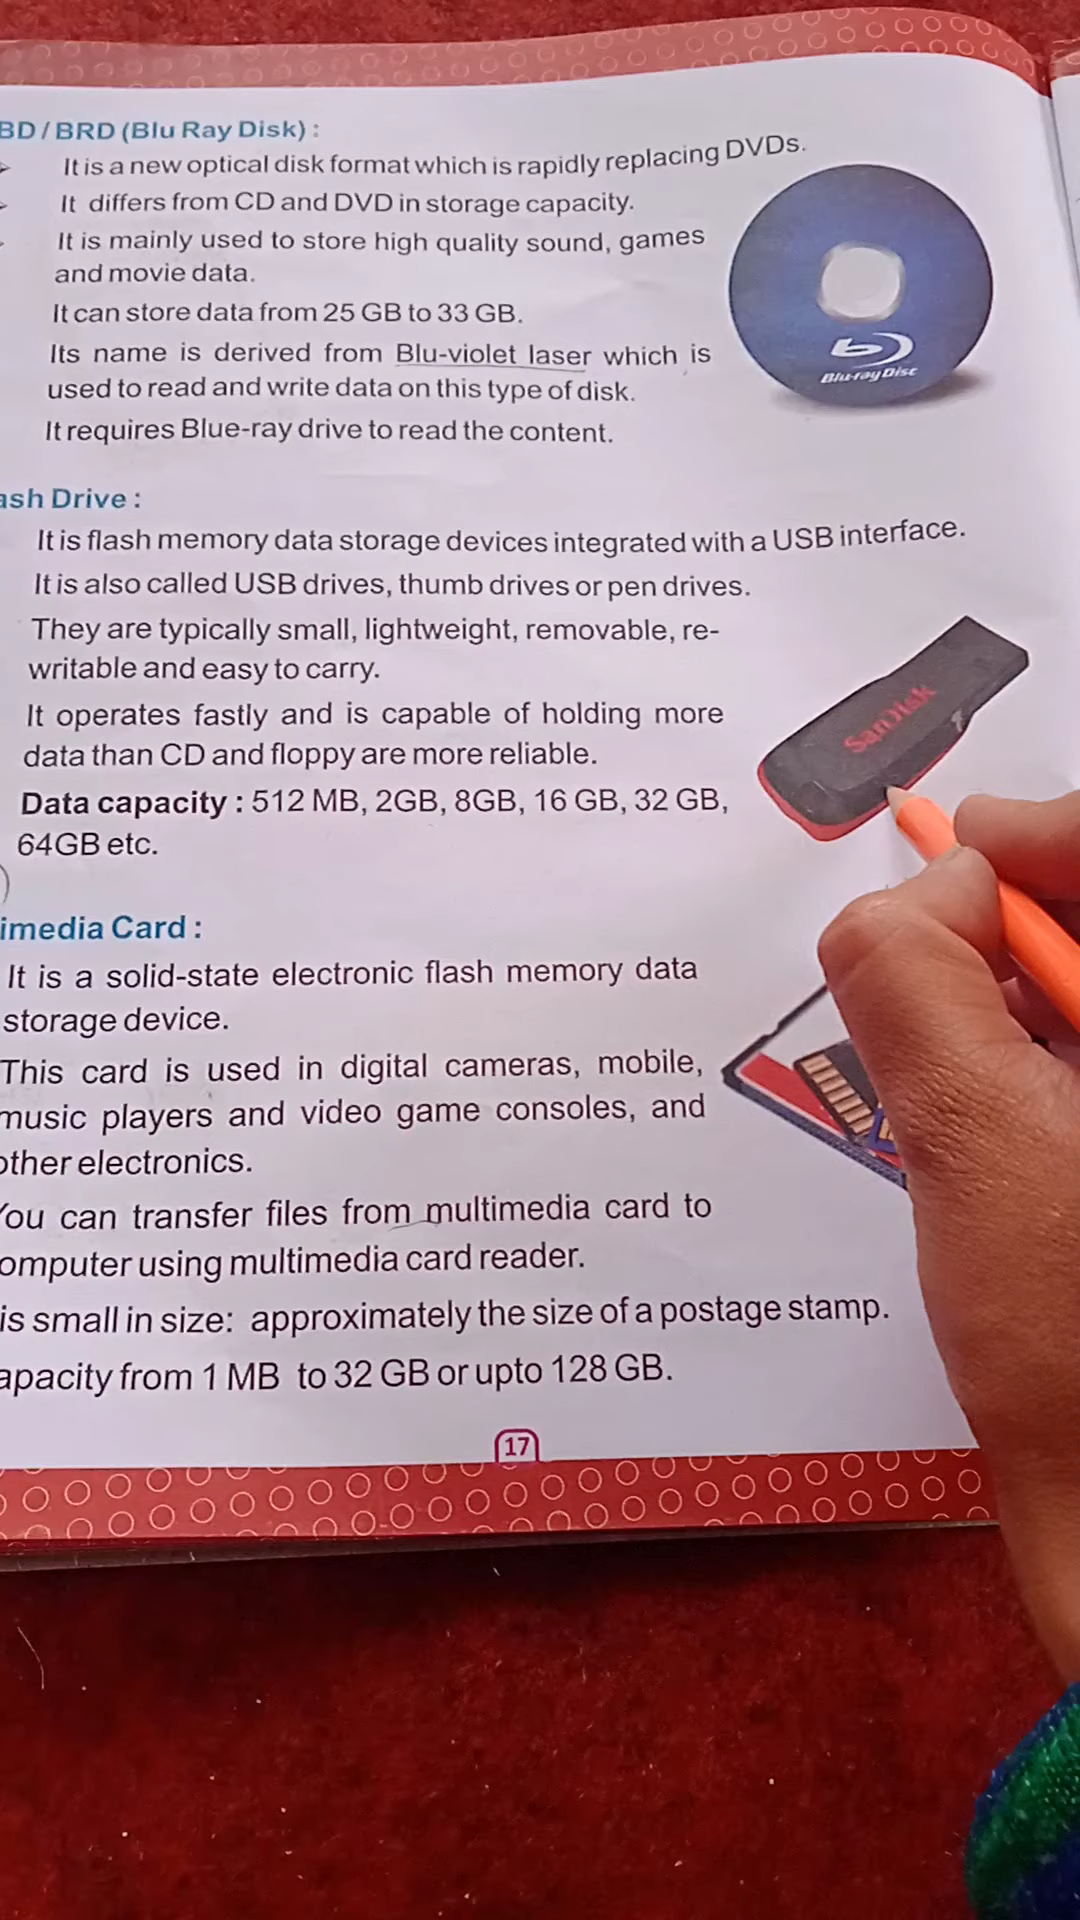 BD / BRD (Blu Ray Disk) :
It is a new optical disk format which is rapidly replacing DVDs.
It differs from CD and DVD in storage capacity.
It is mainly used to store high quality sound, games
and movie data.
It can store data from 25 GB to 33 GB.
Its name is derived from Blu-violet laser which is
used to read and write data on this type of disk.
It requires Blue-ray drive to read the content.
Blu-ray Disc
ash Drive :
It is flash memory data storage devices integrated with a USB interface.
It is also called USB drives, thumb drives or pen drives.
They are typically small, lightweight, removable, re-
writable and easy to carry.
It operates fastly and is capable of holding more
data than CD and floppy are more reliable.
Data capacity : 512 MB, 2GB, 8GB, 16 GB, 32 GB,
64GB etc.
SanDisk
imedia Card :
It is a solid-state electronic flash memory data
storage device.
This card is used in digital cameras, mobile,
music players and video game consoles, and
other electronics.
You can transfer files from multimedia card to
omputer using multimedia card reader.
is small in size: approximately the size of a postage stamp.
apacity from 1 MB to 32 GB or upto 128 GB.
17